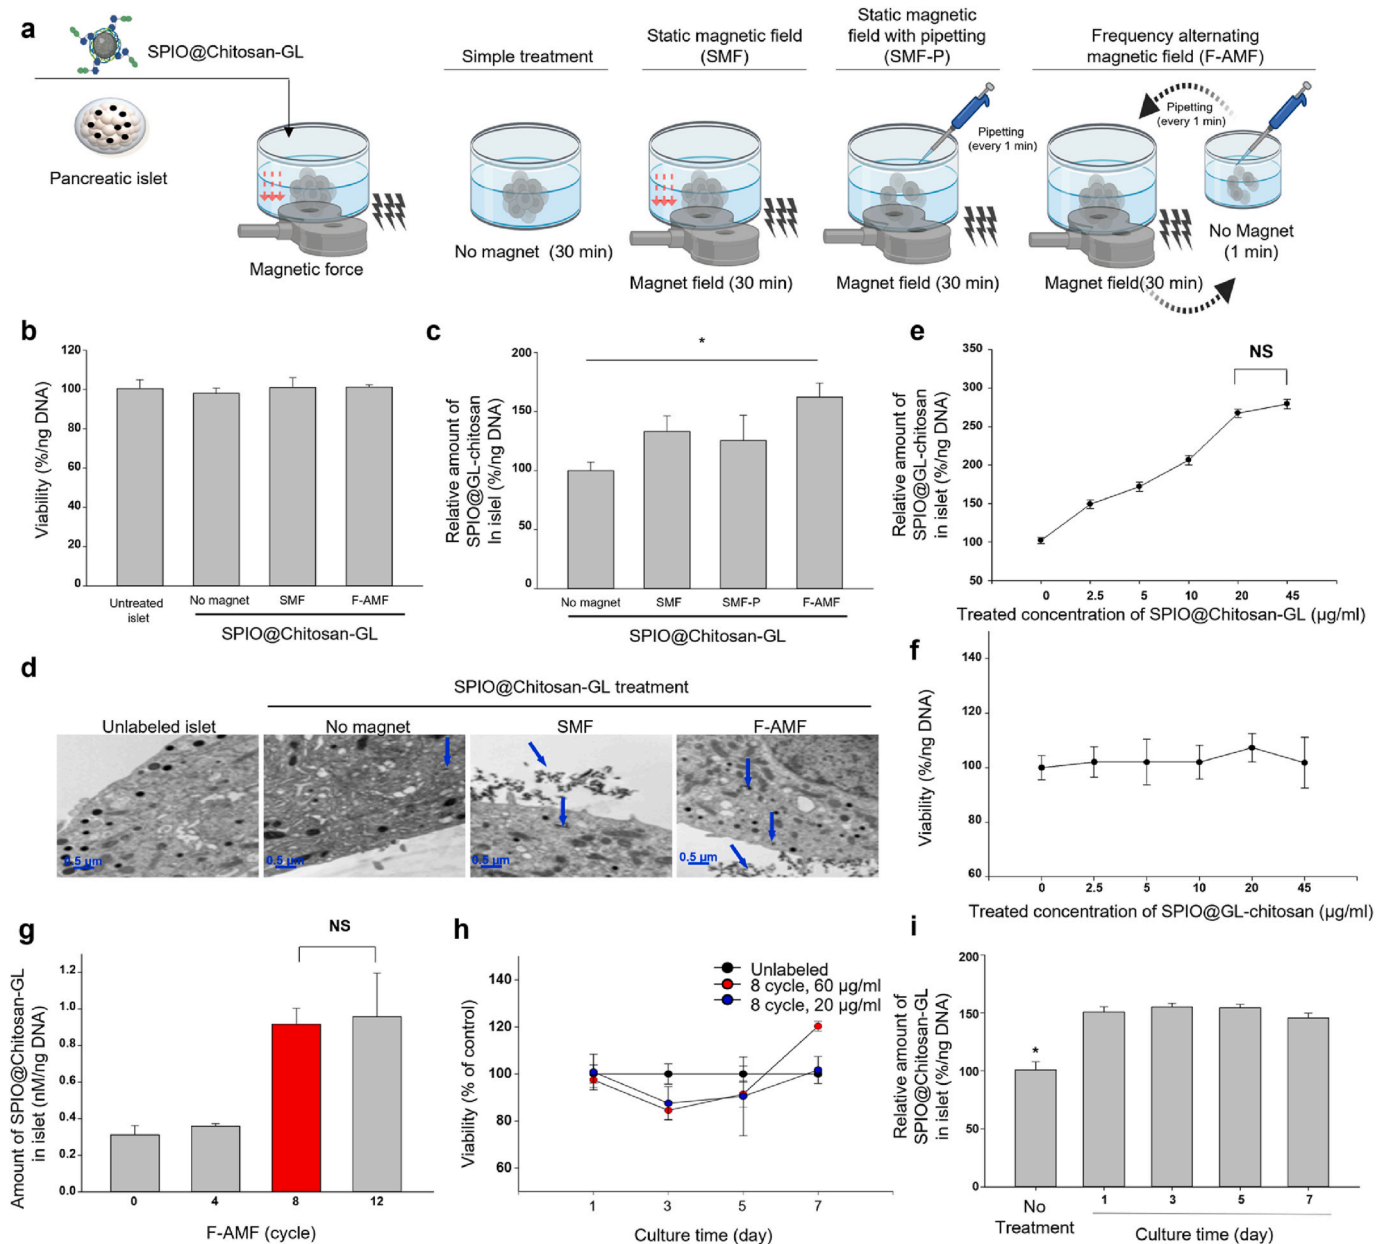 a
SPIO@Chitosan-GL
Pancreatic islet
Magnetic force
Simple treatment
No magnet (30 min)
Static magnetic field
(SMF)
Magnet field (30 min)
Static magnetic
field with pipetting
(SMF-P)
Pipetting
(every 1 min)
Magnet field (30 min)
Frequency alternating
magnetic field (F-AMF)
Pipetting
(every 1 min)
No Magnet
(1 min)
Magnet field(30 min)
b
Viability (%/ng DNA)
120
100
80
60
40
20
0
Untreated
islet
No magnet
SMF
F-AMF
SPIO@Chitosan-GL
c
Relative amount of
SPIO@GL-chitosan
In islet (%/ng DNA)
200
150
100
50
0
*
No magnet
SMF
SMF-P
F-AMF
SPIO@Chitosan-GL
e
Relative amount of
SPIO@GL-chitosan
in islet (%/ng DNA)
350
300
250
200
150
100
50
NS
0
2.5
5
10
20
45
Treated concentration of SPIO@Chitosan-GL (µg/ml)
d
SPIO@Chitosan-GL treatment
Unlabeled islet
No magnet
SMF
F-AMF
0.5 µm
0.5 µm
0.5 µm
0.5 µm
f
Viability (%/ng DNA)
140
120
100
80
60
0
2.5
5
10
20
45
Treated concentration of SPIO@GL-chitosan (µg/ml)
g
Amount of SPIO@Chitosan-GL
in islet (nM/ng DNA)
1.2
1.0
0.8
0.6
0.4
0.2
0.0
NS
0
4
8
12
F-AMF (cycle)
h
Viability (% of control)
140
120
100
80
60
Unlabeled
8 cycle, 60 µg/ml
8 cycle, 20 µg/ml
1
3
5
7
Culture time (day)
i
Relative amount of
SPIO@Chitosan-GL
in islet (%/ng DNA)
200
150
100
50
0
*
No
Treatment
1
3
5
7
Culture time (day)